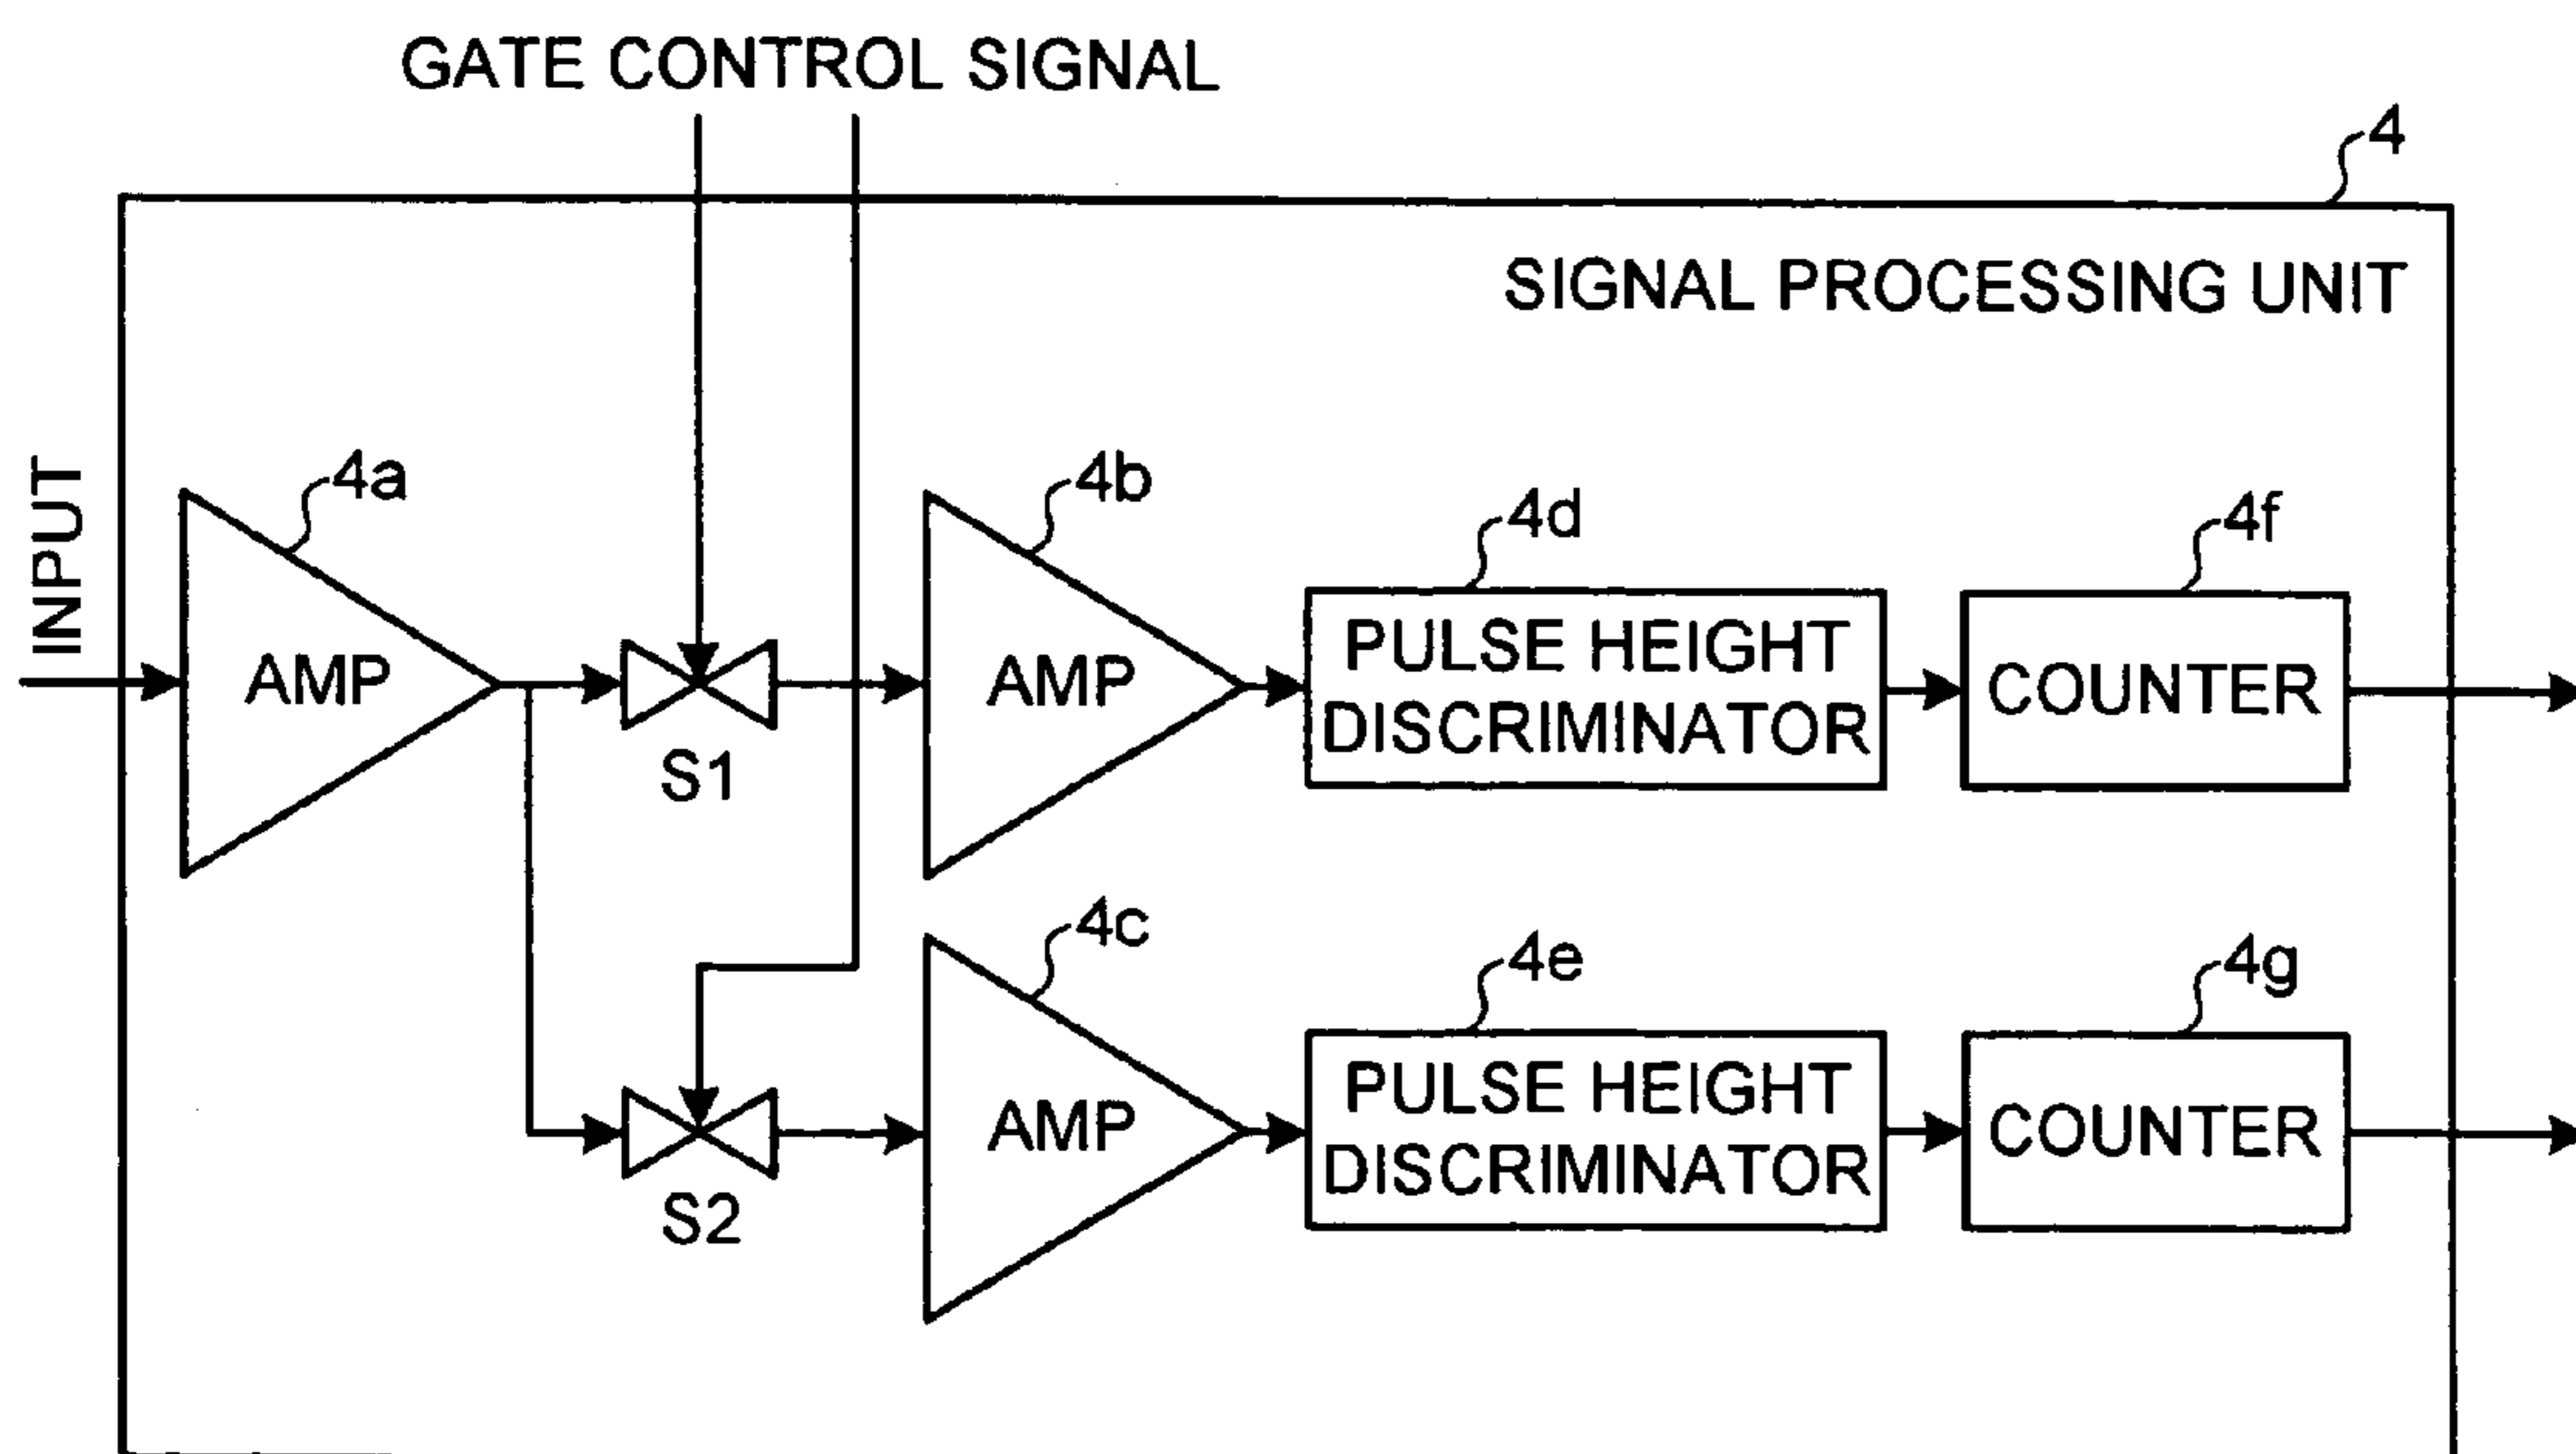 GATE CONTROL SIGNAL
4
SIGNAL PROCESSING UNIT
INPUT
4a
4b
4d
4f
AMP
S1
AMP
PULSE HEIGHT
DISCRIMINATOR
COUNTER
4c
4e
4g
S2
AMP
PULSE HEIGHT
DISCRIMINATOR
COUNTER